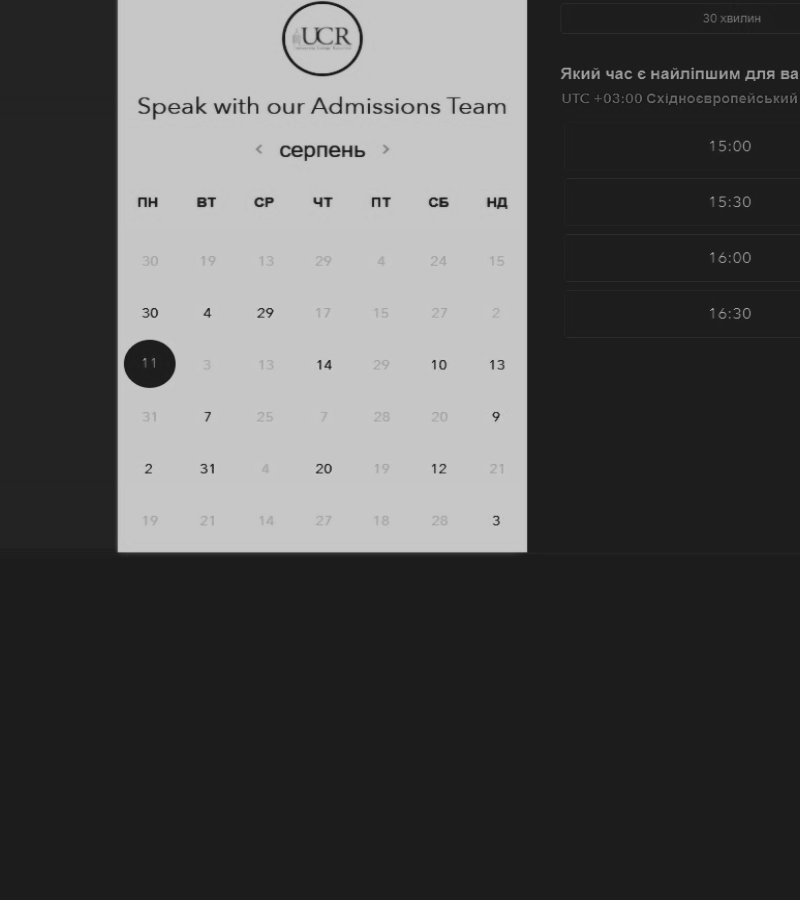 UCR
Speak with our Admissions Team
< серпень >
ПН ВТ СР ЧТ ПТ СБ НД
30 19 13 29 4 24 15
30 4 29 17 15 27 2
11 3 13 14 29 10 13
31 7 25 7 28 20 9
2 31 4 20 19 12 21
19 21 14 27 18 28 3
30 хвилин
Який час є найліпшим для ва
UTC +03:00 Східноєвропейський
15:00
15:30
16:00
16:30